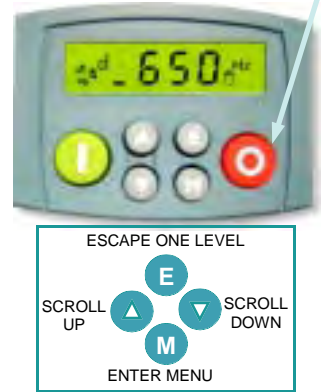 650
ESCAPE ONE LEVEL
E
SCROLL UP
SCROLL DOWN
M
ENTER MENU